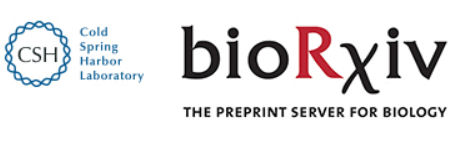 CSH
Cold
Spring
Harbor
Laboratory
bioRχiv
THE PREPRINT SERVER FOR BIOLOGY